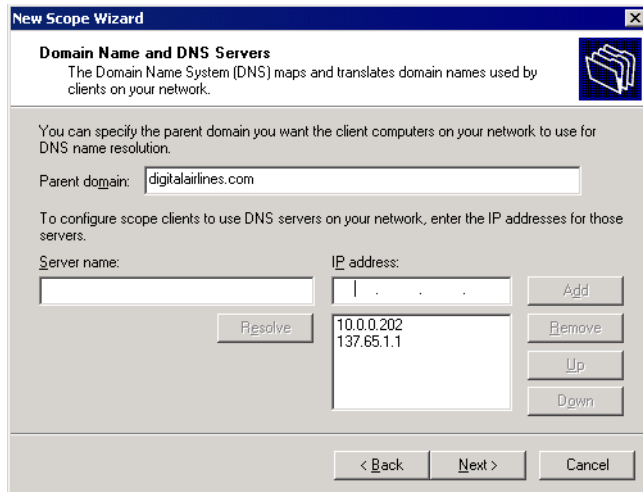 New Scope Wizard
Domain Name and DNS Servers
The Domain Name System (DNS) maps and translates domain names used by
clients on your network.
You can specify the parent domain you want the client computers on your network to use for
DNS name resolution.
Parent domain: digitalairlines.com
To configure scope clients to use DNS servers on your network, enter the IP addresses for those
servers.
Server name: IP address:
. . . Add
Resolve 10.0.0.202 Remove
137.65.1.1
Up
Down
< Back Next > Cancel